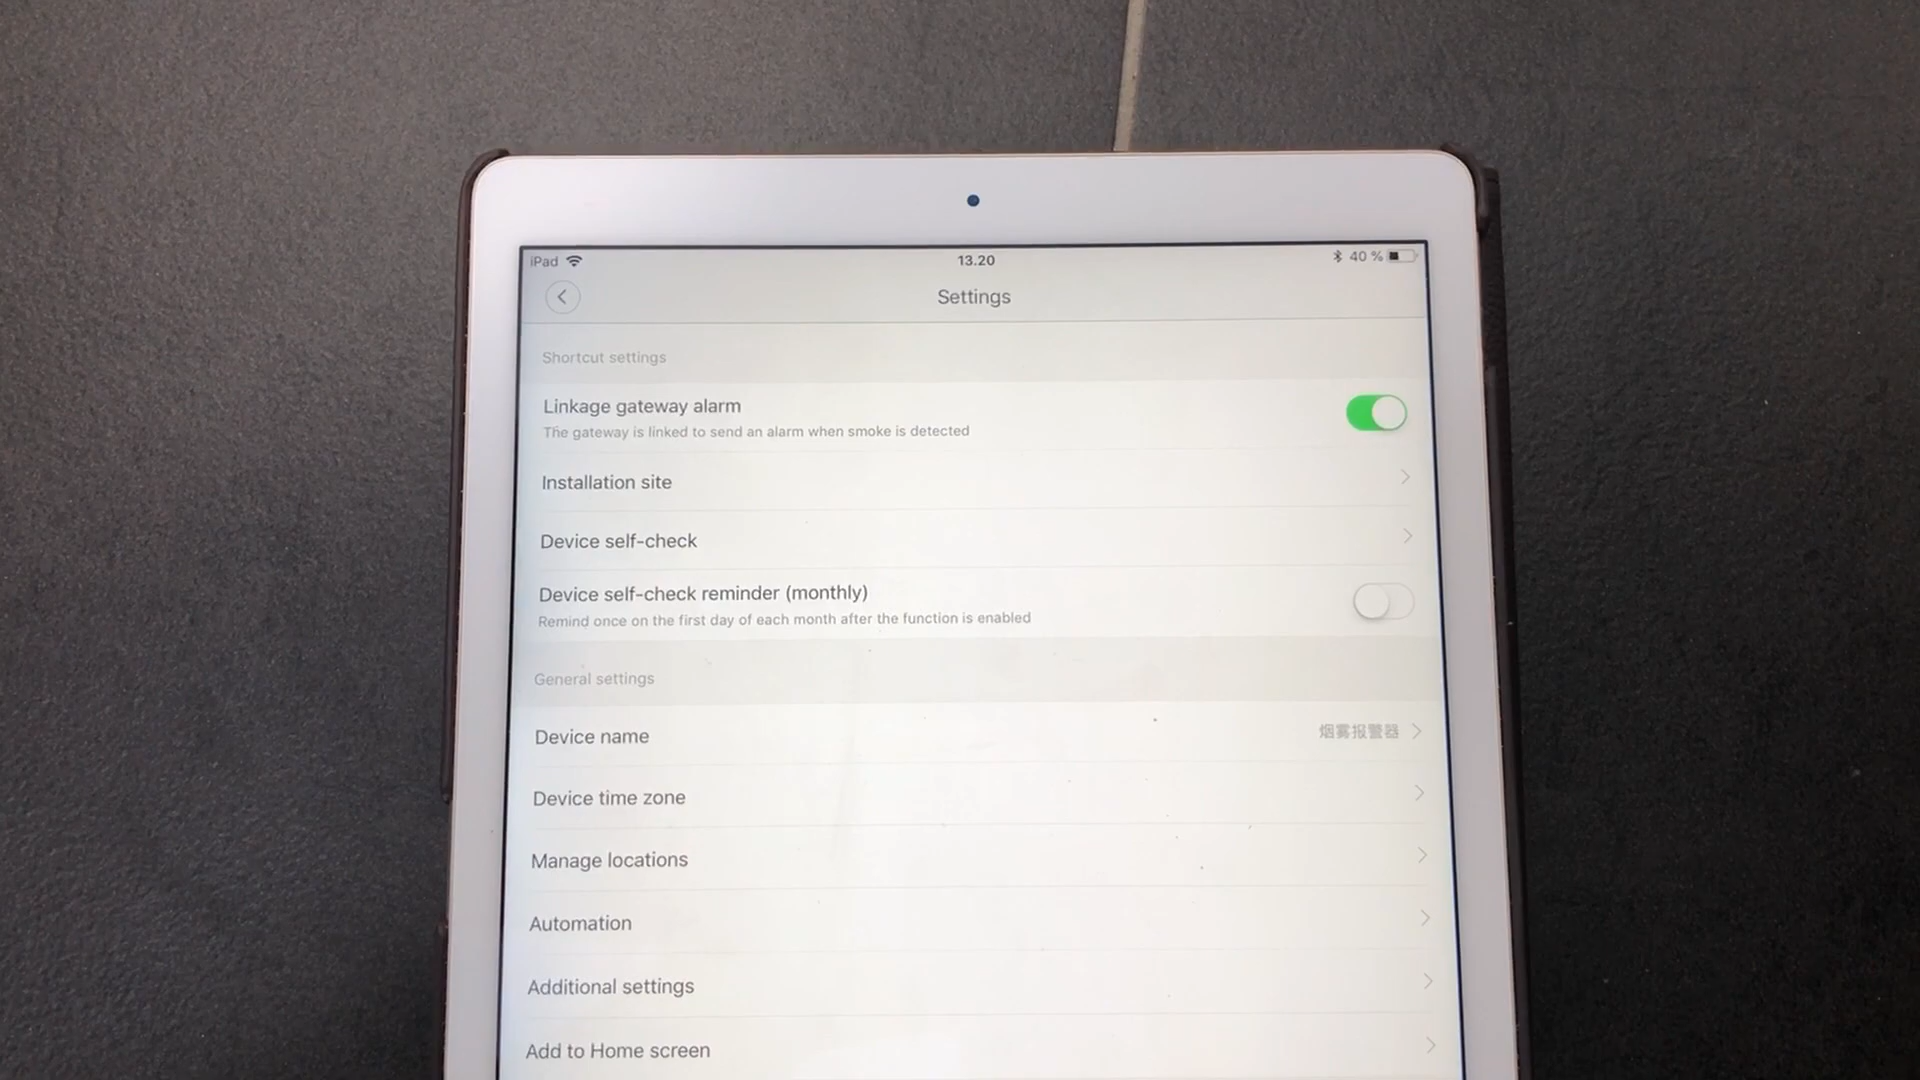 iPad 13.20 40 %
Settings
Shortcut settings
Linkage gateway alarm
The gateway is linked to send an alarm when smoke is detected
Installation site
Device self-check
Device self-check reminder (monthly)
Remind once on the first day of each month after the function is enabled
General settings
Device name 烟雾报警器
Device time zone
Manage locations
Automation
Additional settings
Add to Home screen